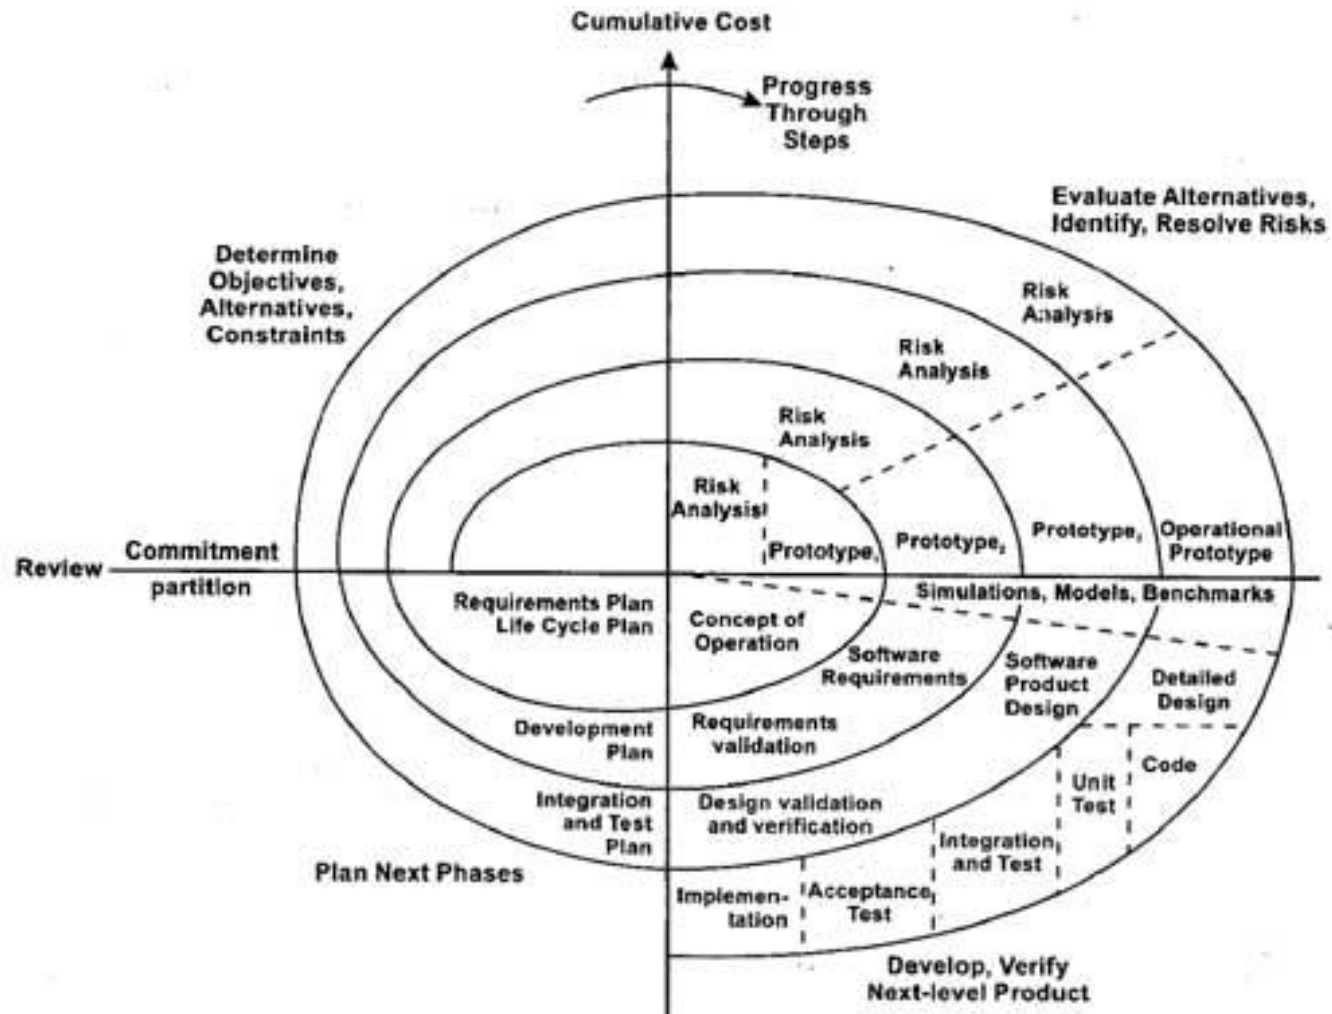 Cumulative Cost
Progress
Through
Steps
Evaluate Alternatives,
Identify, Resolve Risks
Determine
Objectives,
Alternatives,
Constraints
Risk
Analysis
Risk
Analysis
Risk
Analysis
Risk
Analysis
Prototype₁
Prototype₂
Prototype₃
Operational
Prototype
Review
Commitment
partition
Simulations, Models, Benchmarks
Requirements Plan
Life Cycle Plan
Concept of
Operation
Software
Requirements
Software
Product
Design
Detailed
Design
Development
Plan
Requirements
validation
Code
Unit
Test
Integration
and Test
Plan
Design validation
and verification
Integration
and Test
Acceptance
Test
Implemen-
tation
Plan Next Phases
Develop, Verify
Next-level Product